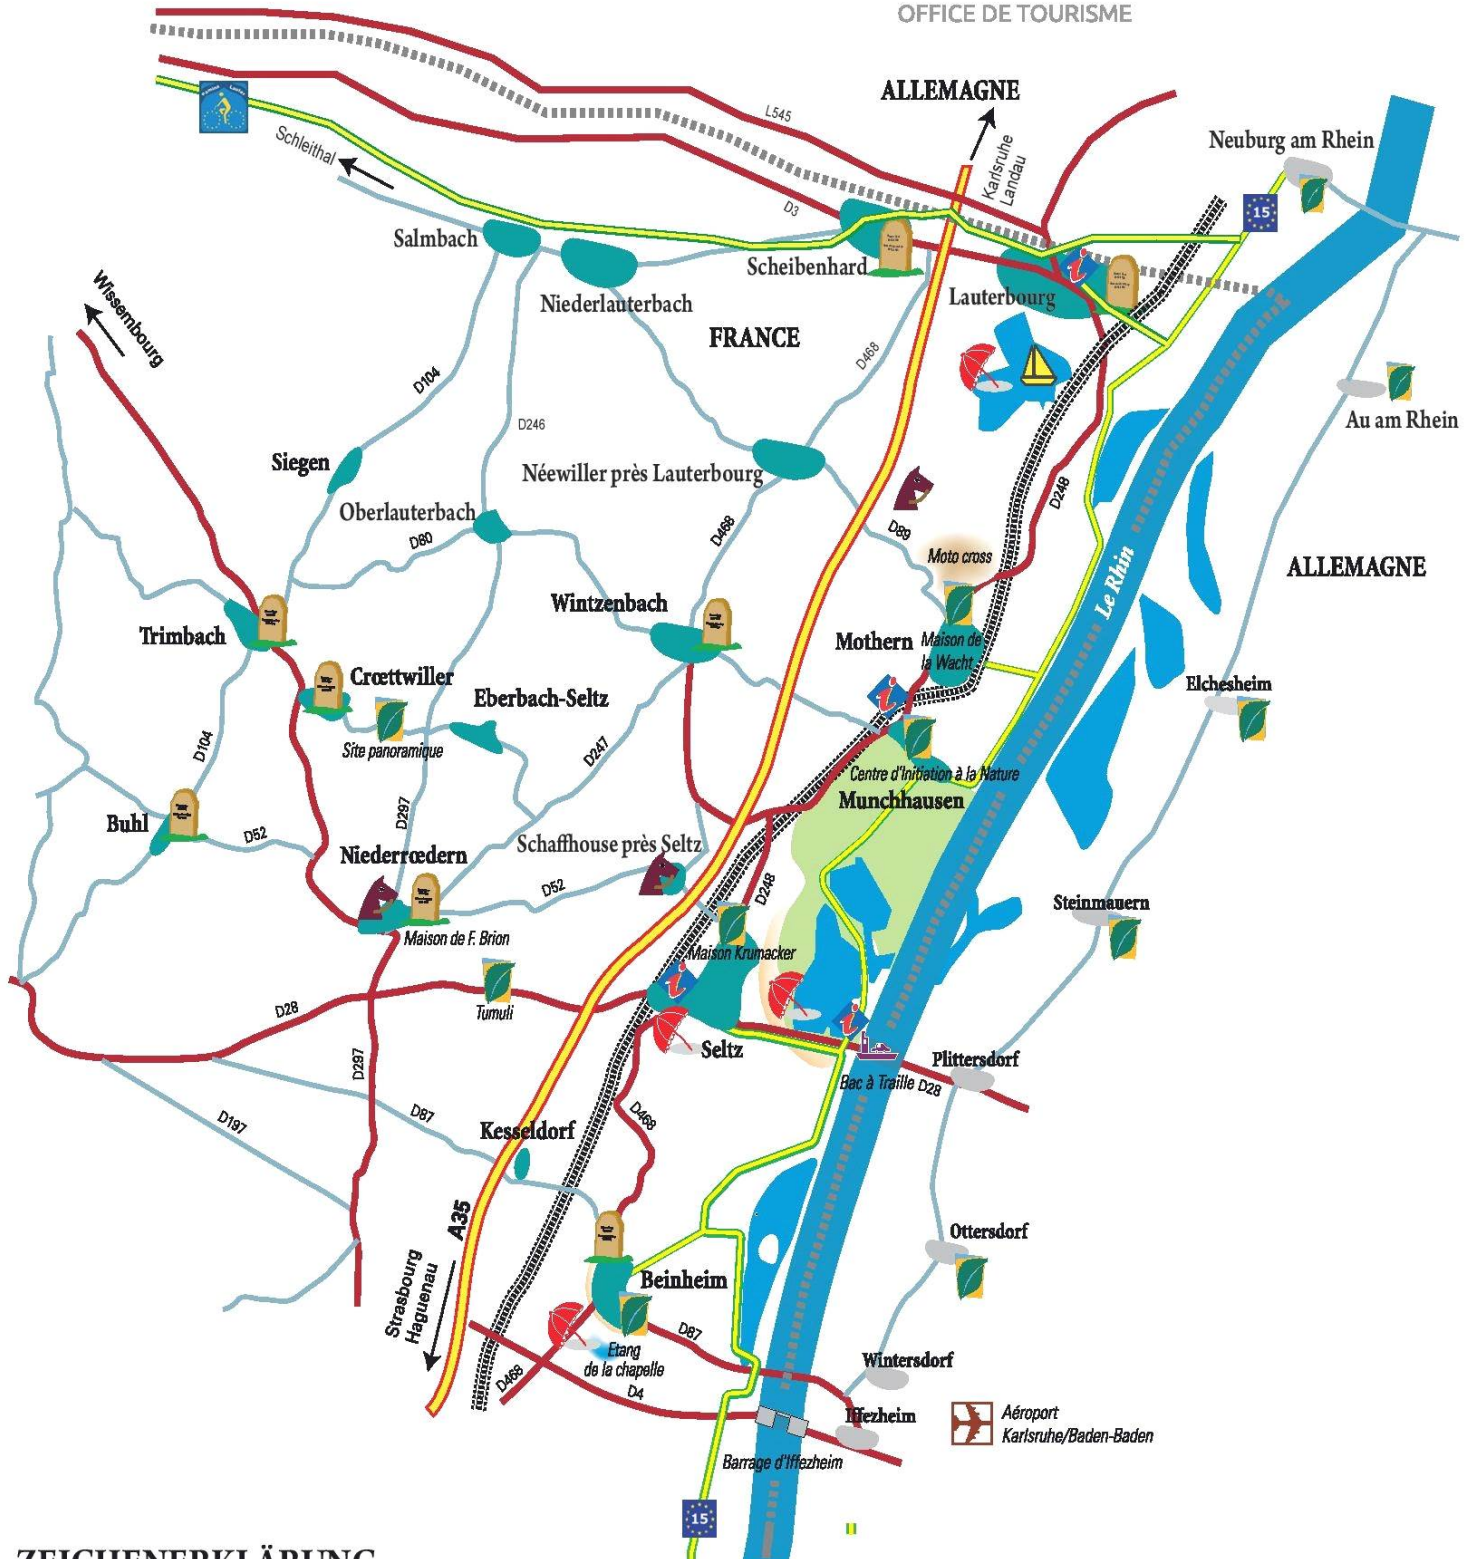 OFFICE DE TOURISME
ALLEMAGNE
L545
Karlsruhe
Landau
Neuburg am Rhein
Schleithal
15
D3
Salmbach
Scheibenhard
Niederlauterbach
Lauterbourg
Wissembourg
FRANCE
D468
D104
D246
Au am Rhein
Siegen
Néewiller près Lauterbourg
Oberlauterbach
D80
D468
D89
D248
Moto cross
ALLEMAGNE
Le Rhin
Wintzenbach
Trimbach
Mothern
Maison de
la Wacht
Crœttwiller
Eberbach-Seltz
Elchesheim
Site panoramique
D104
D247
Centre d'Initiation à la Nature
Munchhausen
Buhl
D52
D297
Schaffhouse près Seltz
Niederrœdern
D52
D248
Steinmauern
Maison de F. Brion
Maison Krumacker
Tumuli
D28
Seltz
Plittersdorf
D297
Bac à Traille
D28
D197
D87
D468
Kesseldorf
A35
Strasbourg
Haguenau
Ottersdorf
Beinheim
D87
Etang
de la chapelle
D468
D4
Wintersdorf
Iffezheim
Aéroport
Karlsruhe/Baden-Baden
Barrage d'Iffezheim
15
ZEICHENERKLÄRUNG